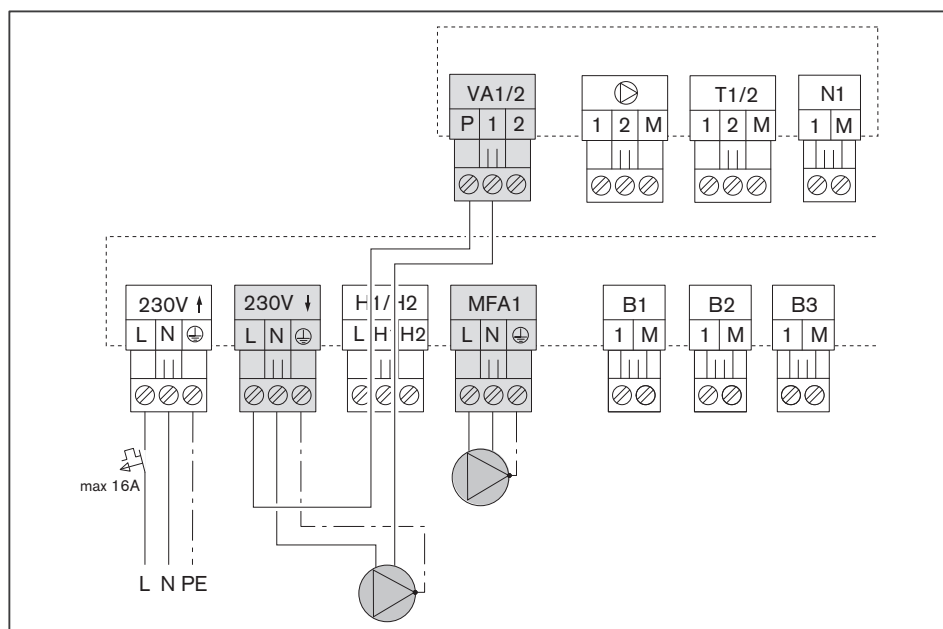 VA1/2 T1/2 N1
P 1 2 1 2 M 1 2 M 1 M
230V ↑ 230V ↓ H1/H2 MFA1 B1 B2 B3
L N L N L H1 H2 L N 1 M 1 M 1 M
max 16A
L N PE